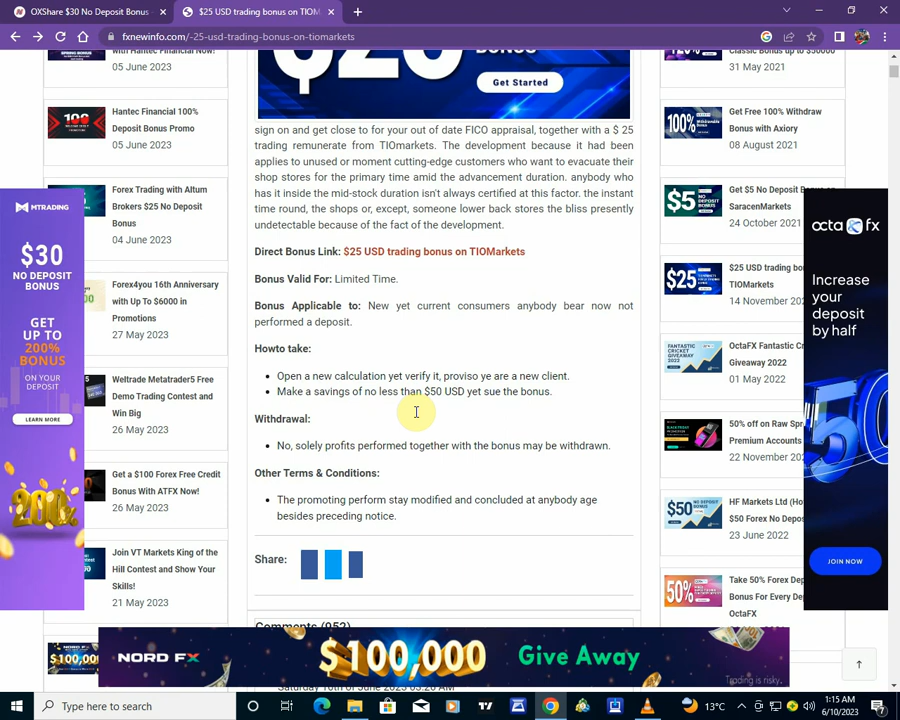 OXShare $30 No Deposit Bonus
$25 USD trading bonus on TIOM
fxnewinfo.com/-25-usd-trading-bonus-on-tiomarkets
with Hantec Financial Now!
05 June 2023
Hantec Financial 100%
Deposit Bonus Promo
05 June 2023
Forex Trading with Altum
Brokers $25 No Deposit
Bonus
04 June 2023
Forex4you 16th Anniversary
with Up To $6000 in
Promotions
27 May 2023
Weltrade Metatrader5 Free
Demo Trading Contest and
Win Big
26 May 2023
Get a $100 Forex Free Credit
Bonus With ATFX Now!
26 May 2023
Join VT Markets King of the
Hill Contest and Show Your
Skills!
21 May 2023
MTRADING
$30
NO DEPOSIT
BONUS
GET
UP TO
200%
BONUS
ON YOUR
DEPOSIT
LEARN MORE
200%
Get Started
sign on and get close to for your out of date FICO appraisal, together with a $ 25
trading remunerate from TIOmarkets. The development because it had been
applies to unused or moment cutting-edge customers who want to evacuate their
shop stores for the primary time amid the advancement duration. anybody who
has it inside the mid-stock duration isn't always certified at this factor. the instant
time round, the shops or, except, someone lower back stores the bliss presently
undetectable because of the fact of the development.
Direct Bonus Link: $25 USD trading bonus on TIOMarkets
Bonus Valid For: Limited Time.
Bonus Applicable to: New yet current consumers anybody bear now not
performed a deposit.
Howto take:
Open a new calculation yet verify it, proviso ye are a new client.
Make a savings of no less than $50 USD yet sue the bonus.
Withdrawal:
No, solely profits performed together with the bonus may be withdrawn.
Other Terms & Conditions:
The promoting perform stay modified and concluded at anybody age
besides preceding notice.
Share:
Comments (952)
Saturday 10th of June 2023 03:26 AM
Classic Bonus up to $50000
31 May 2021
Get Free 100% Withdraw
Bonus with Axiory
08 August 2021
Get $5 No Deposit Bonus
SaracenMarkets
24 October 2021
$25 USD trading bo
TIOMarkets
14 November 202
OctaFX Fantastic C
Giveaway 2022
01 May 2022
50% off on Raw Spr
Premium Accounts
22 November 202
HF Markets Ltd (Ho
$50 Forex No Depos
23 June 2022
Take 50% Forex Dep
Bonus For Every De
OctaFX
octa fx
Increase
your
deposit
by half
JOIN NOW
NORD FX
$100,000
Give Away
Trading is risky.
Type here to search
13°C
1:15 AM
6/10/2023